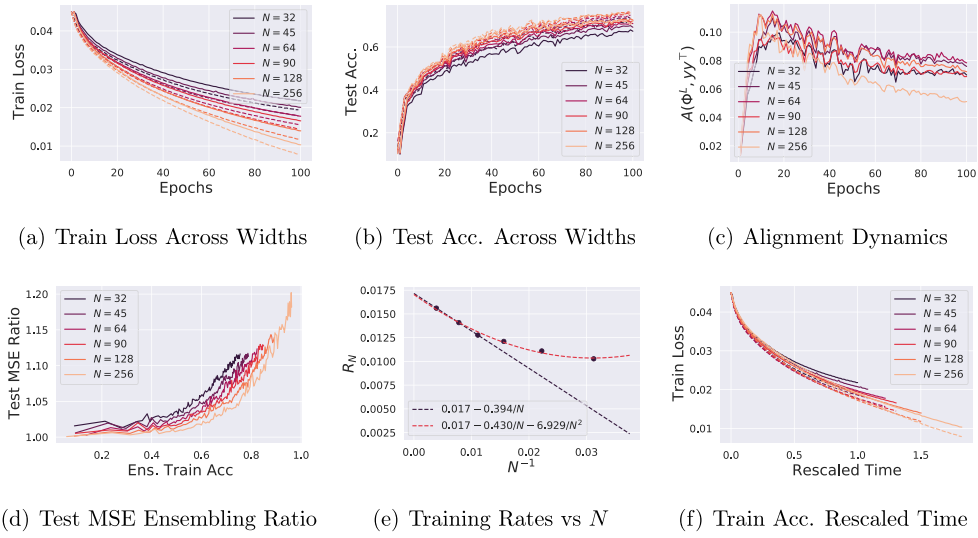 0.04
0.03
0.02
0.01
Train Loss
N = 32
N = 45
N = 64
N = 90
N = 128
N = 256
0 20 40 60 80 100
Epochs
(a) Train Loss Across Widths
0.6
0.4
0.2
Test Acc.
N = 32
N = 45
N = 64
N = 90
N = 128
N = 256
0 20 40 60 80 100
Epochs
(b) Test Acc. Across Widths
0.10
0.08
0.06
0.04
0.02
A(Φ^L, yy^⊤)
N = 32
N = 45
N = 64
N = 90
N = 128
N = 256
0 20 40 60 80 100
Epochs
(c) Alignment Dynamics
1.20
1.15
1.10
1.05
1.00
Test MSE Ratio
N = 32
N = 45
N = 64
N = 90
N = 128
N = 256
0.2 0.4 0.6 0.8 1.0
Ens. Train Acc
(d) Test MSE Ensembling Ratio
0.0175
0.0150
0.0125
0.0100
0.0075
0.0050
0.0025
R_N
0.017 − 0.394/N
0.017 − 0.430/N − 6.929/N²
0.00 0.01 0.02 0.03
N⁻¹
(e) Training Rates vs N
0.04
0.03
0.02
0.01
Train Loss
N = 32
N = 45
N = 64
N = 90
N = 128
N = 256
0.0 0.5 1.0 1.5
Rescaled Time
(f) Train Acc. Rescaled Time